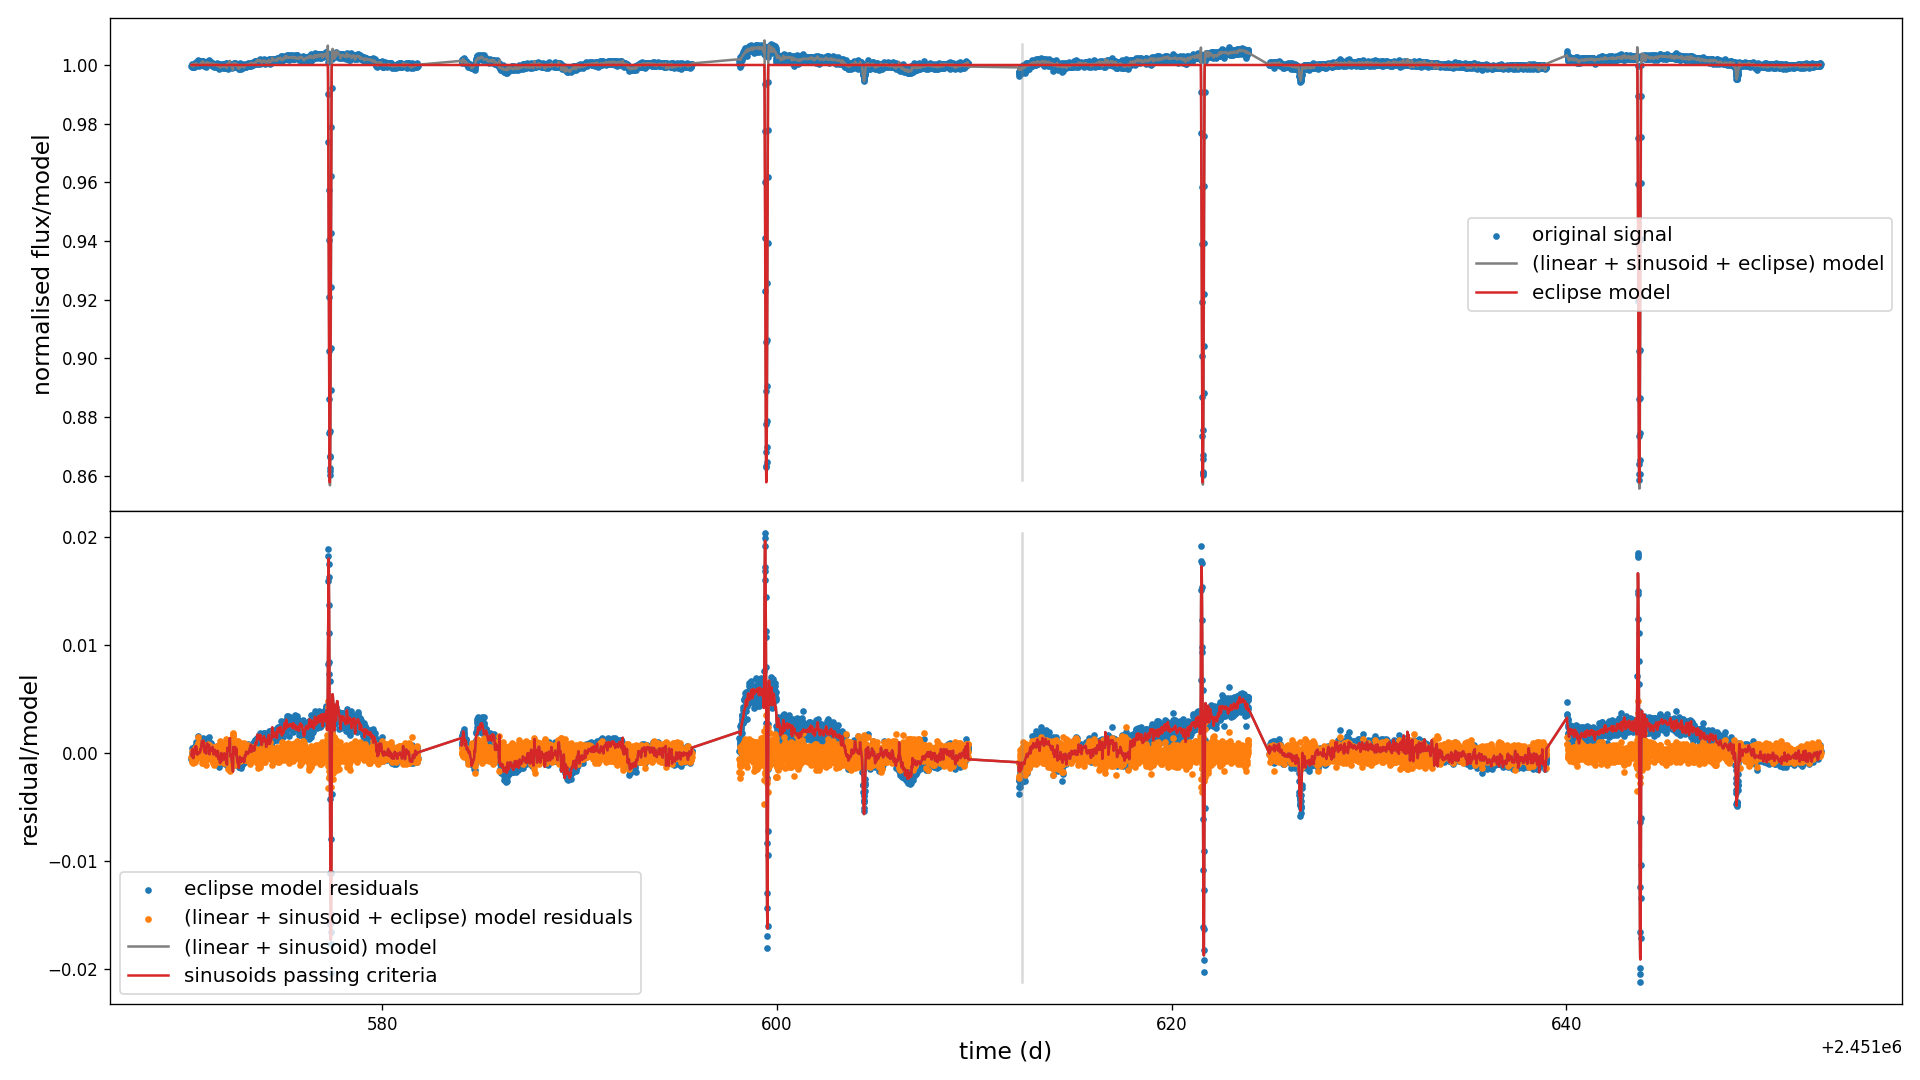 normalised flux/model
1.00
0.98
0.96
0.94
0.92
0.90
0.88
0.86
original signal
(linear + sinusoid + eclipse) model
eclipse model
residual/model
0.02
0.01
0.00
−0.01
−0.02
eclipse model residuals
(linear + sinusoid + eclipse) model residuals
(linear + sinusoid) model
sinusoids passing criteria
580
600
620
640
time (d)
+2.451e6